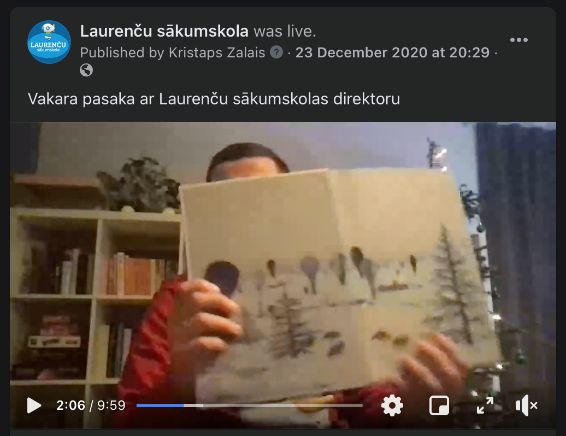 Laurenču sākumskola was live.
Published by Kristaps Zalais ? · 23 December 2020 at 20:29 ·
Vakara pasaka ar Laurenču sākumskolas direktoru
LAURENČU
2:06 / 9:59